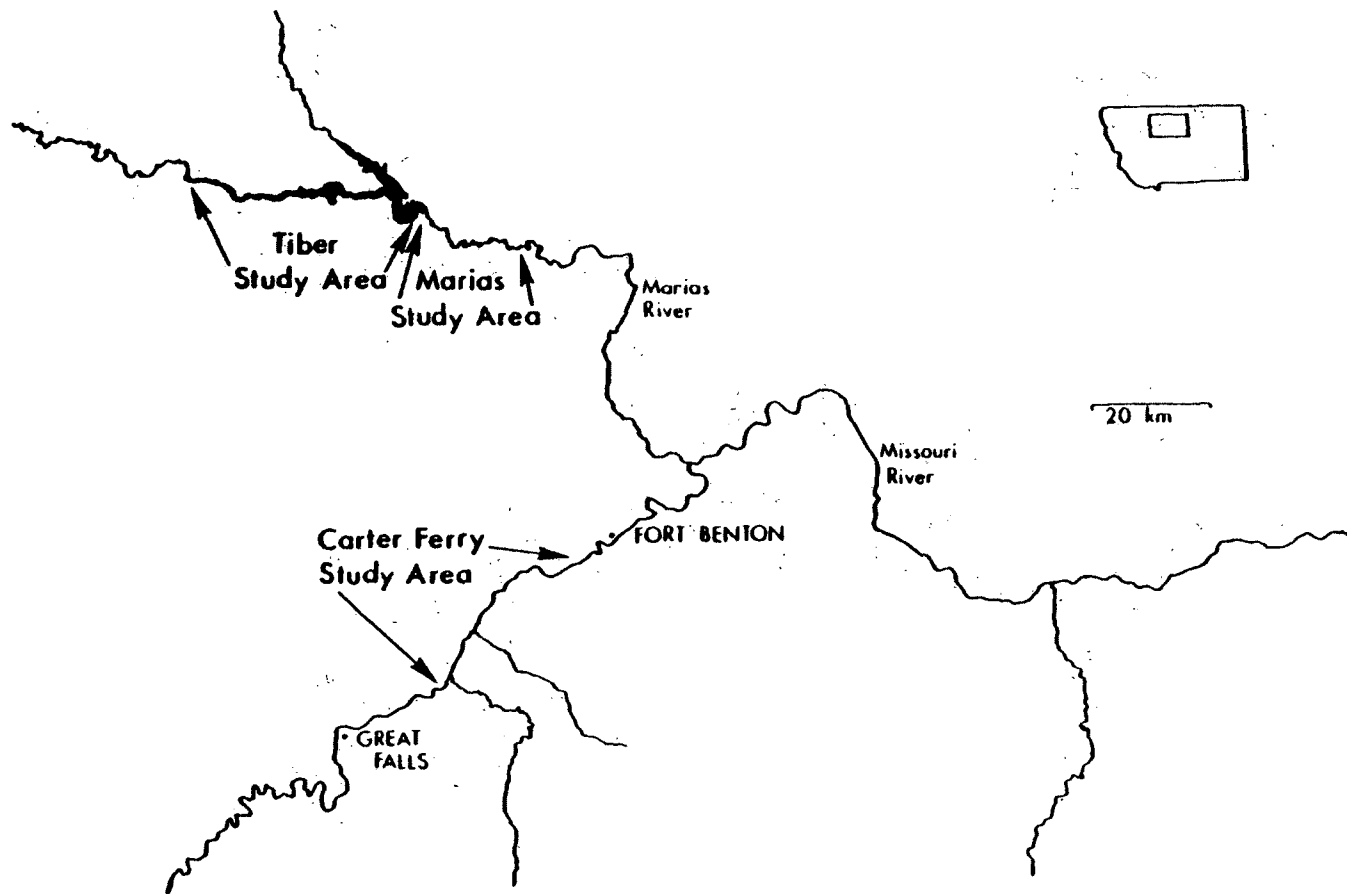 Tiber
Study Area
Marias
Study Area
Marias
River
20 km
Missouri
River
Carter Ferry
Study Area
FORT BENTON
GREAT
FALLS